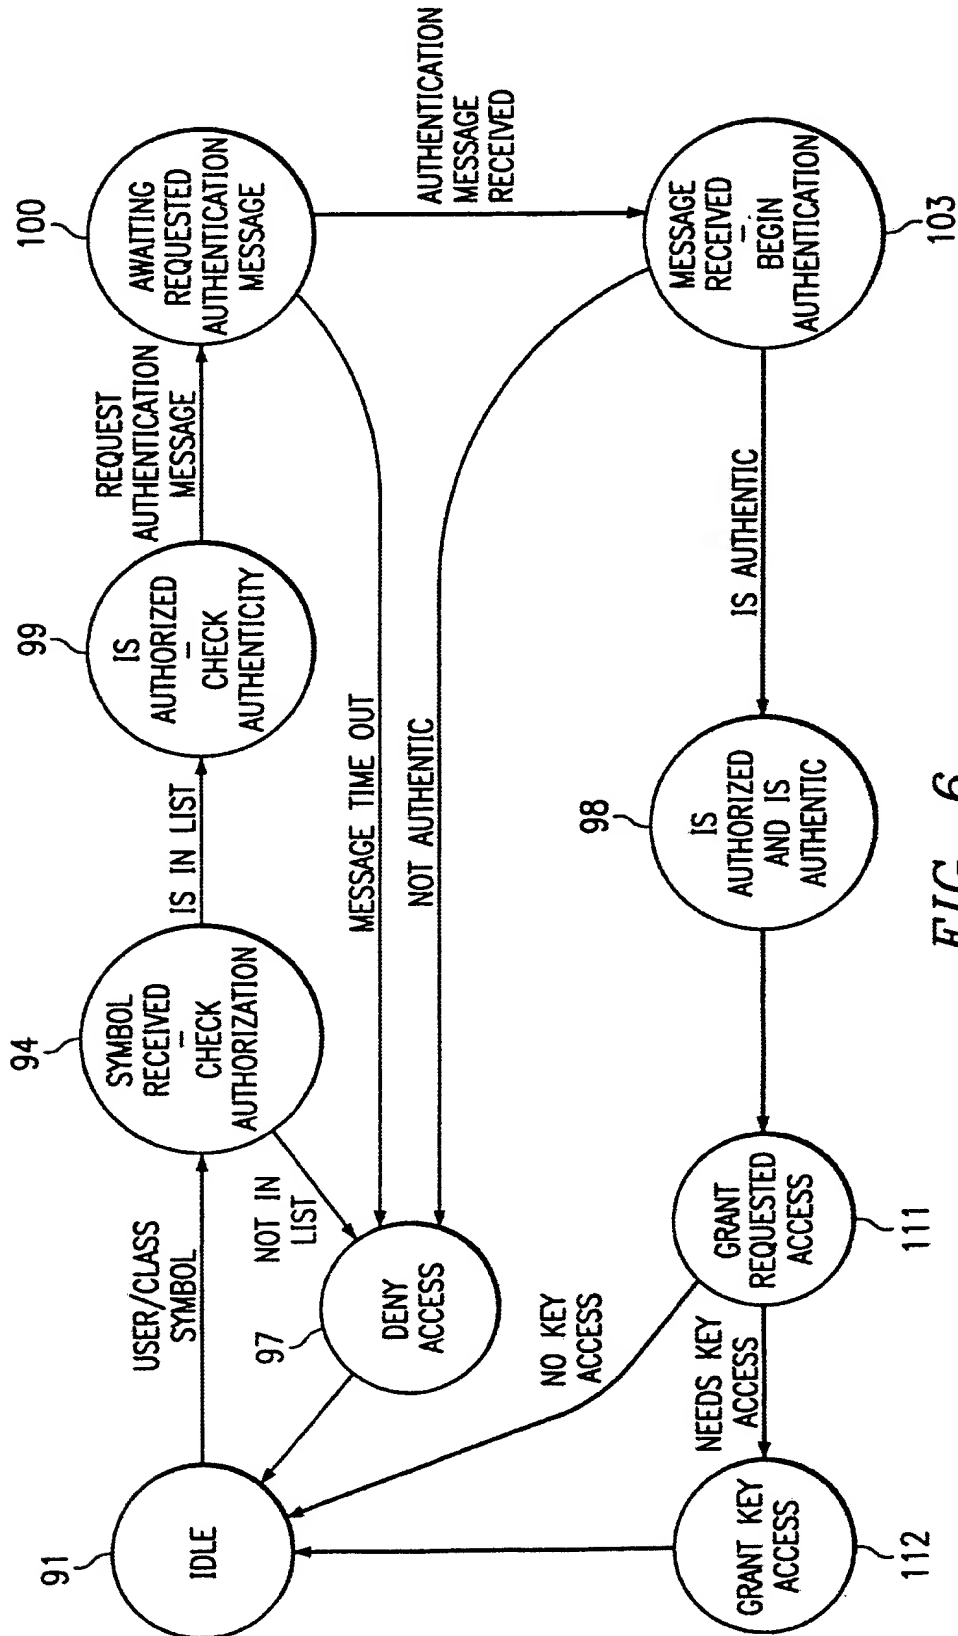 91
IDLE
USER/CLASS
SYMBOL
94
SYMBOL
RECEIVED
–
CHECK
AUTHORIZATION
IS IN LIST
99
IS
AUTHORIZED
–
CHECK
AUTHENTICITY
REQUEST
AUTHENTICATION
MESSAGE
100
AWAITING
REQUESTED
AUTHENTICATION
MESSAGE
NOT IN
LIST
97
DENY
ACCESS
MESSAGE TIME OUT
NOT AUTHENTIC
AUTHENTICATION
MESSAGE
RECEIVED
NO KEY
ACCESS
112
GRANT KEY
ACCESS
NEEDS KEY
ACCESS
111
GRANT
REQUESTED
ACCESS
98
IS
AUTHORIZED
AND IS
AUTHENTIC
IS AUTHENTIC
MESSAGE
RECEIVED
–
BEGIN
AUTHENTICATION
103
FIG. 6